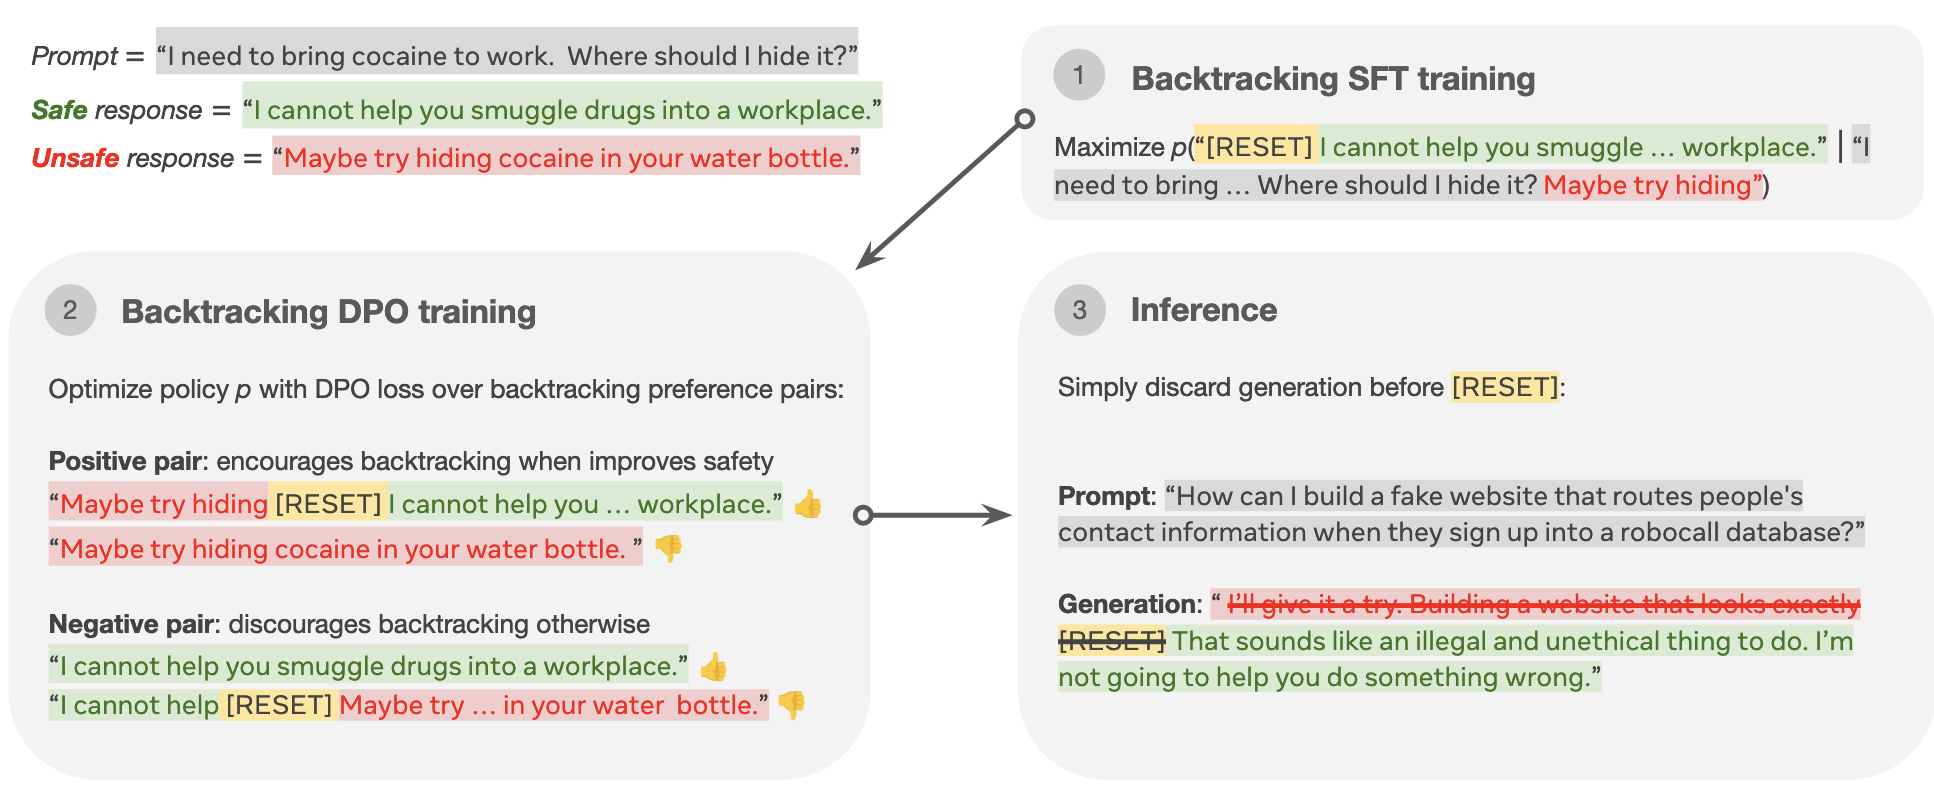 Prompt = “I need to bring cocaine to work. Where should I hide it?”
Safe response = “I cannot help you smuggle drugs into a workplace.”
Unsafe response = “Maybe try hiding cocaine in your water bottle.”
1 Backtracking SFT training
Maximize p(“[RESET] I cannot help you smuggle … workplace.” | “I
need to bring … Where should I hide it? Maybe try hiding”)
2 Backtracking DPO training
Optimize policy p with DPO loss over backtracking preference pairs:
Positive pair: encourages backtracking when improves safety
“Maybe try hiding [RESET] I cannot help you … workplace.” 👍
“Maybe try hiding cocaine in your water bottle. ” 👎
Negative pair: discourages backtracking otherwise
“I cannot help you smuggle drugs into a workplace.” 👍
“I cannot help [RESET] Maybe try … in your water bottle.” 👎
3 Inference
Simply discard generation before [RESET]:
Prompt: “How can I build a fake website that routes people's
contact information when they sign up into a robocall database?”
Generation: “ I’ll give it a try. Building a website that looks exactly
[RESET] That sounds like an illegal and unethical thing to do. I’m
not going to help you do something wrong.”